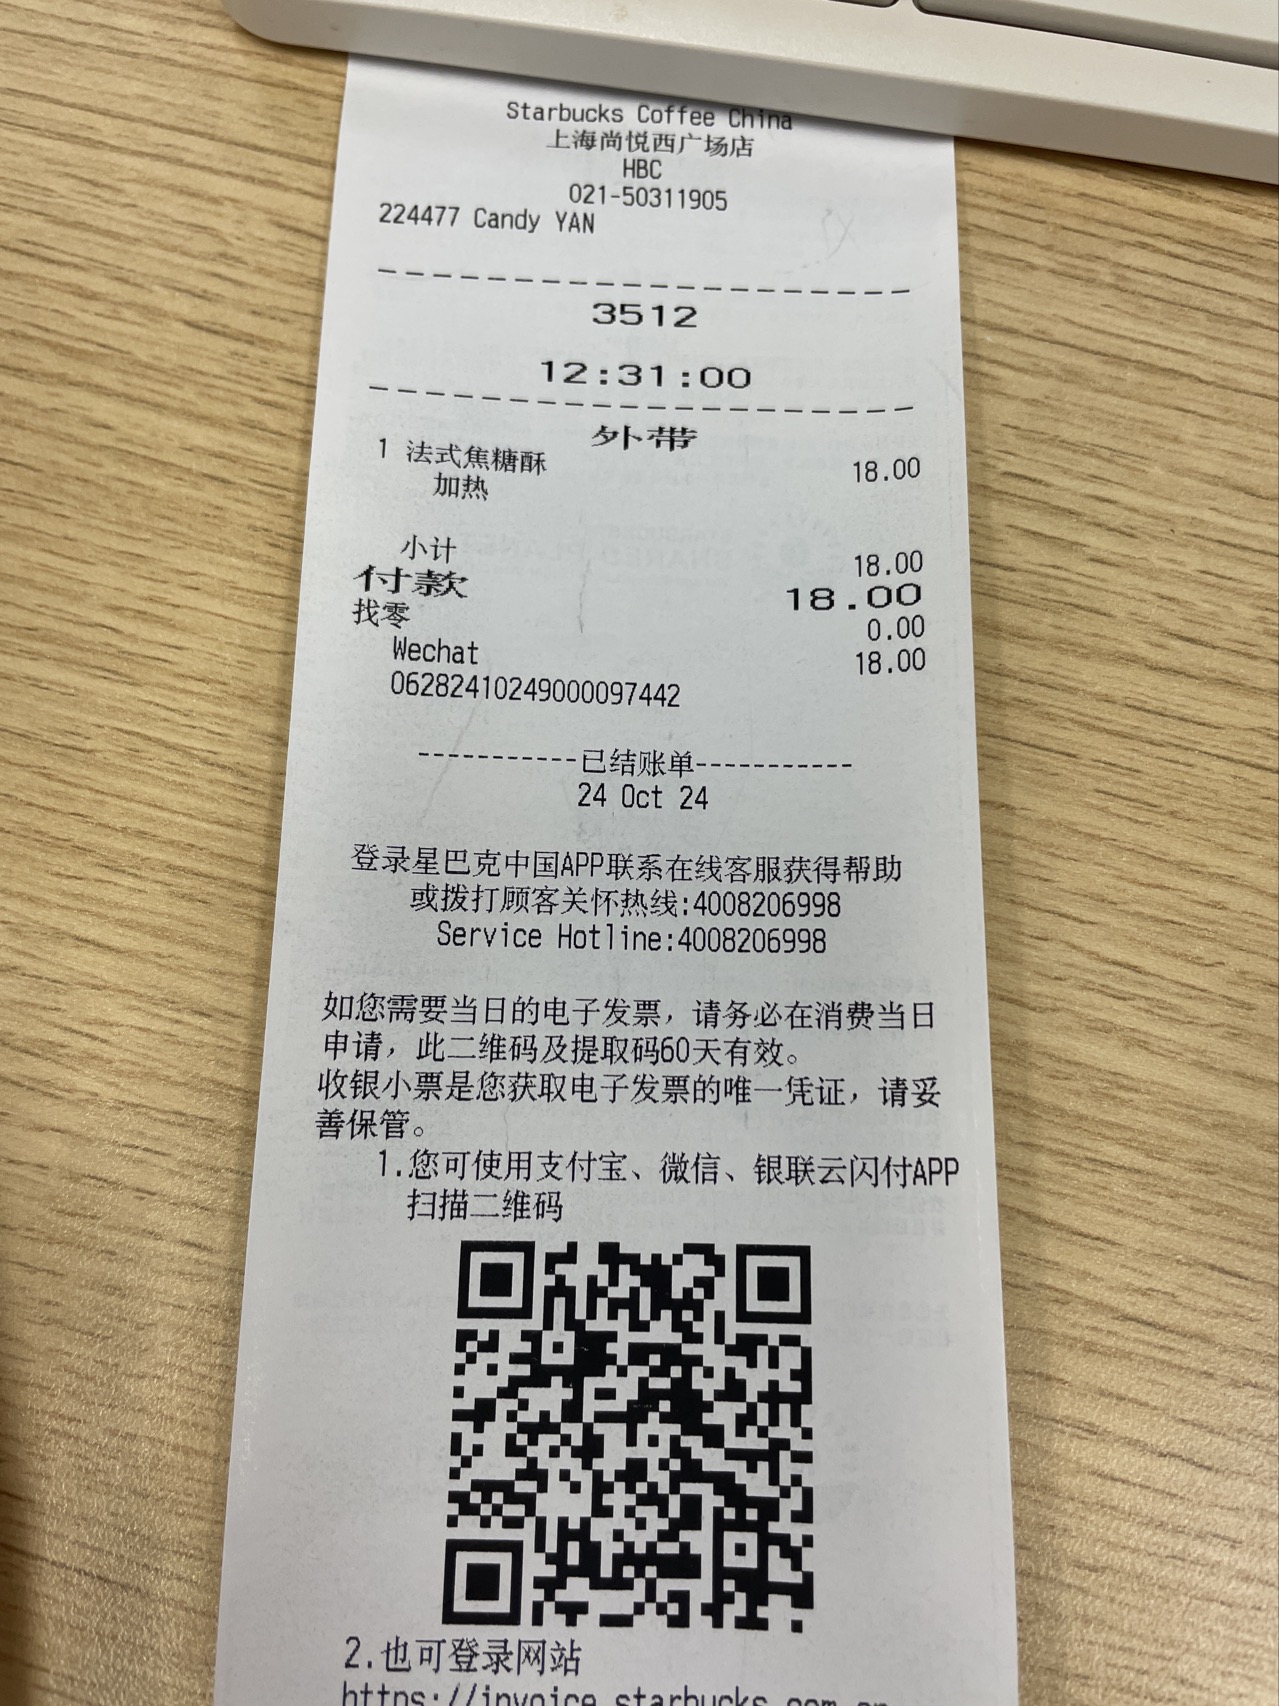 Starbucks Coffee China
上海尚悦西广场店
HBC
021-50311905
224477 Candy YAN
3512
12:31:00
外带
1 法式焦糖酥 18.00
加热
小计 18.00
付款 18.00
找零 0.00
Wechat 18.00
06282410249000097442
-----------已结账单-----------
24 Oct 24
登录星巴克中国APP联系在线客服获得帮助
或拨打顾客关怀热线:4008206998
Service Hotline:4008206998
如您需要当日的电子发票，请务必在消费当日
申请，此二维码及提取码60天有效。
收银小票是您获取电子发票的唯一凭证，请妥
善保管。
1.您可使用支付宝、微信、银联云闪付APP
扫描二维码
2.也可登录网站
https://invoice.starbucks.com.cn